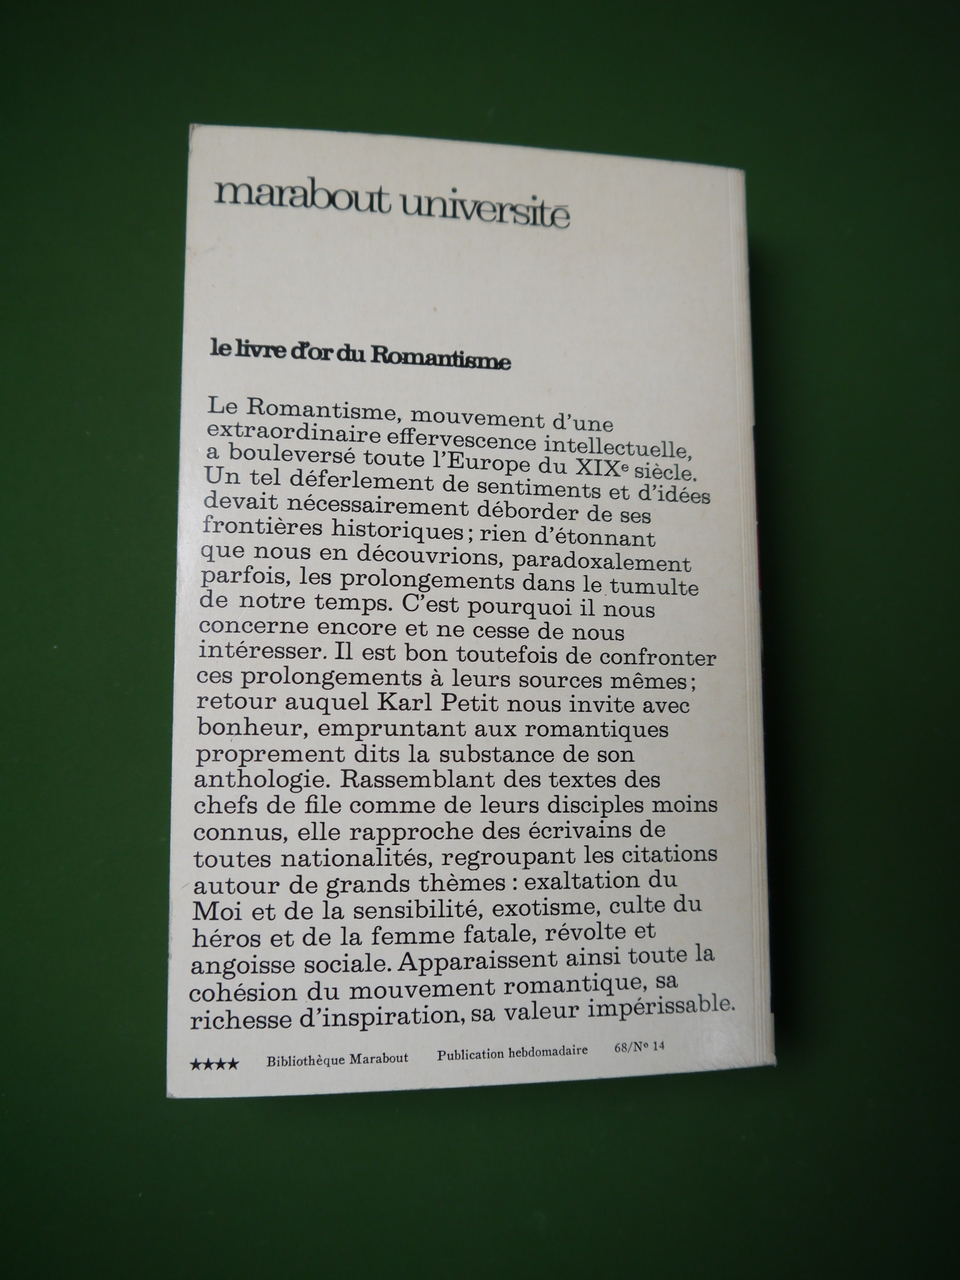 marabout université
le livre d'or du Romantisme
Le Romantisme, mouvement d'une
extraordinaire effervescence intellectuelle,
a bouleversé toute l'Europe du XIXe siècle.
Un tel déferlement de sentiments et d'idées
devait nécessairement déborder de ses
frontières historiques ; rien d'étonnant
que nous en découvrions, paradoxalement
parfois, les prolongements dans le tumulte
de notre temps. C'est pourquoi il nous
concerne encore et ne cesse de nous
intéresser. Il est bon toutefois de confronter
ces prolongements à leurs sources mêmes ;
retour auquel Karl Petit nous invite avec
bonheur, empruntant aux romantiques
proprement dits la substance de son
anthologie. Rassemblant des textes des
chefs de file comme de leurs disciples moins
connus, elle rapproche des écrivains de
toutes nationalités, regroupant les citations
autour de grands thèmes : exaltation du
Moi et de la sensibilité, exotisme, culte du
héros et de la femme fatale, révolte et
angoisse sociale. Apparaissent ainsi toute la
cohésion du mouvement romantique, sa
richesse d'inspiration, sa valeur impérissable.
★★★★ Bibliothèque Marabout Publication hebdomadaire 68/No 14